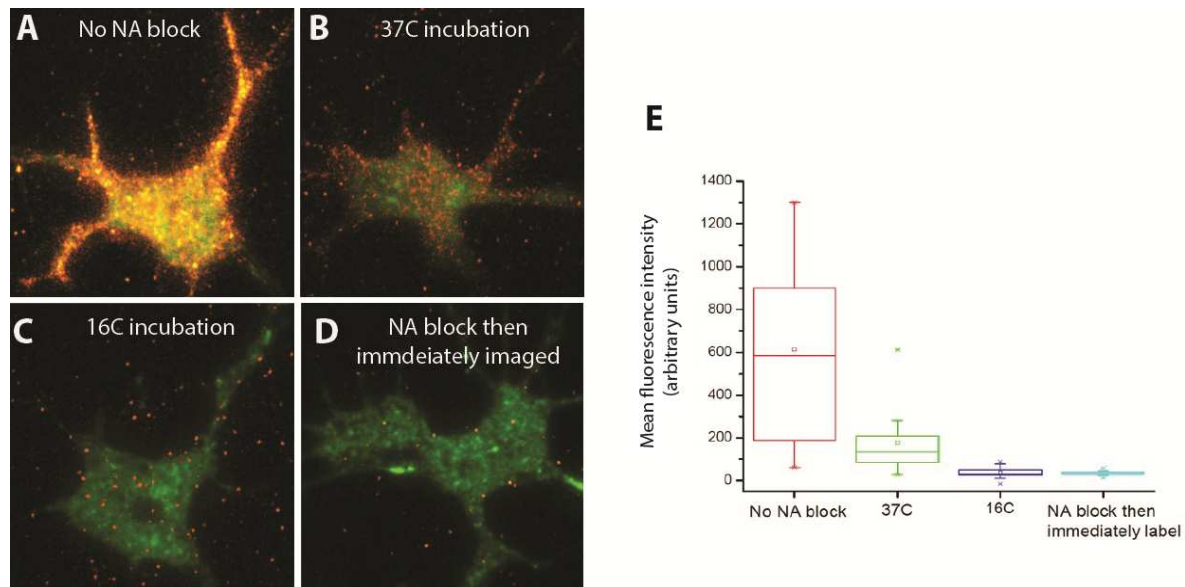 A
No NA block
B
37C incubation
C
16C incubation
D
NA block then
immdeiately imaged
E
Mean fluorescence intensity
(arbitrary units)
1400
1200
1000
800
600
400
200
0
No NA block
37C
16C
NA block then
immediately label